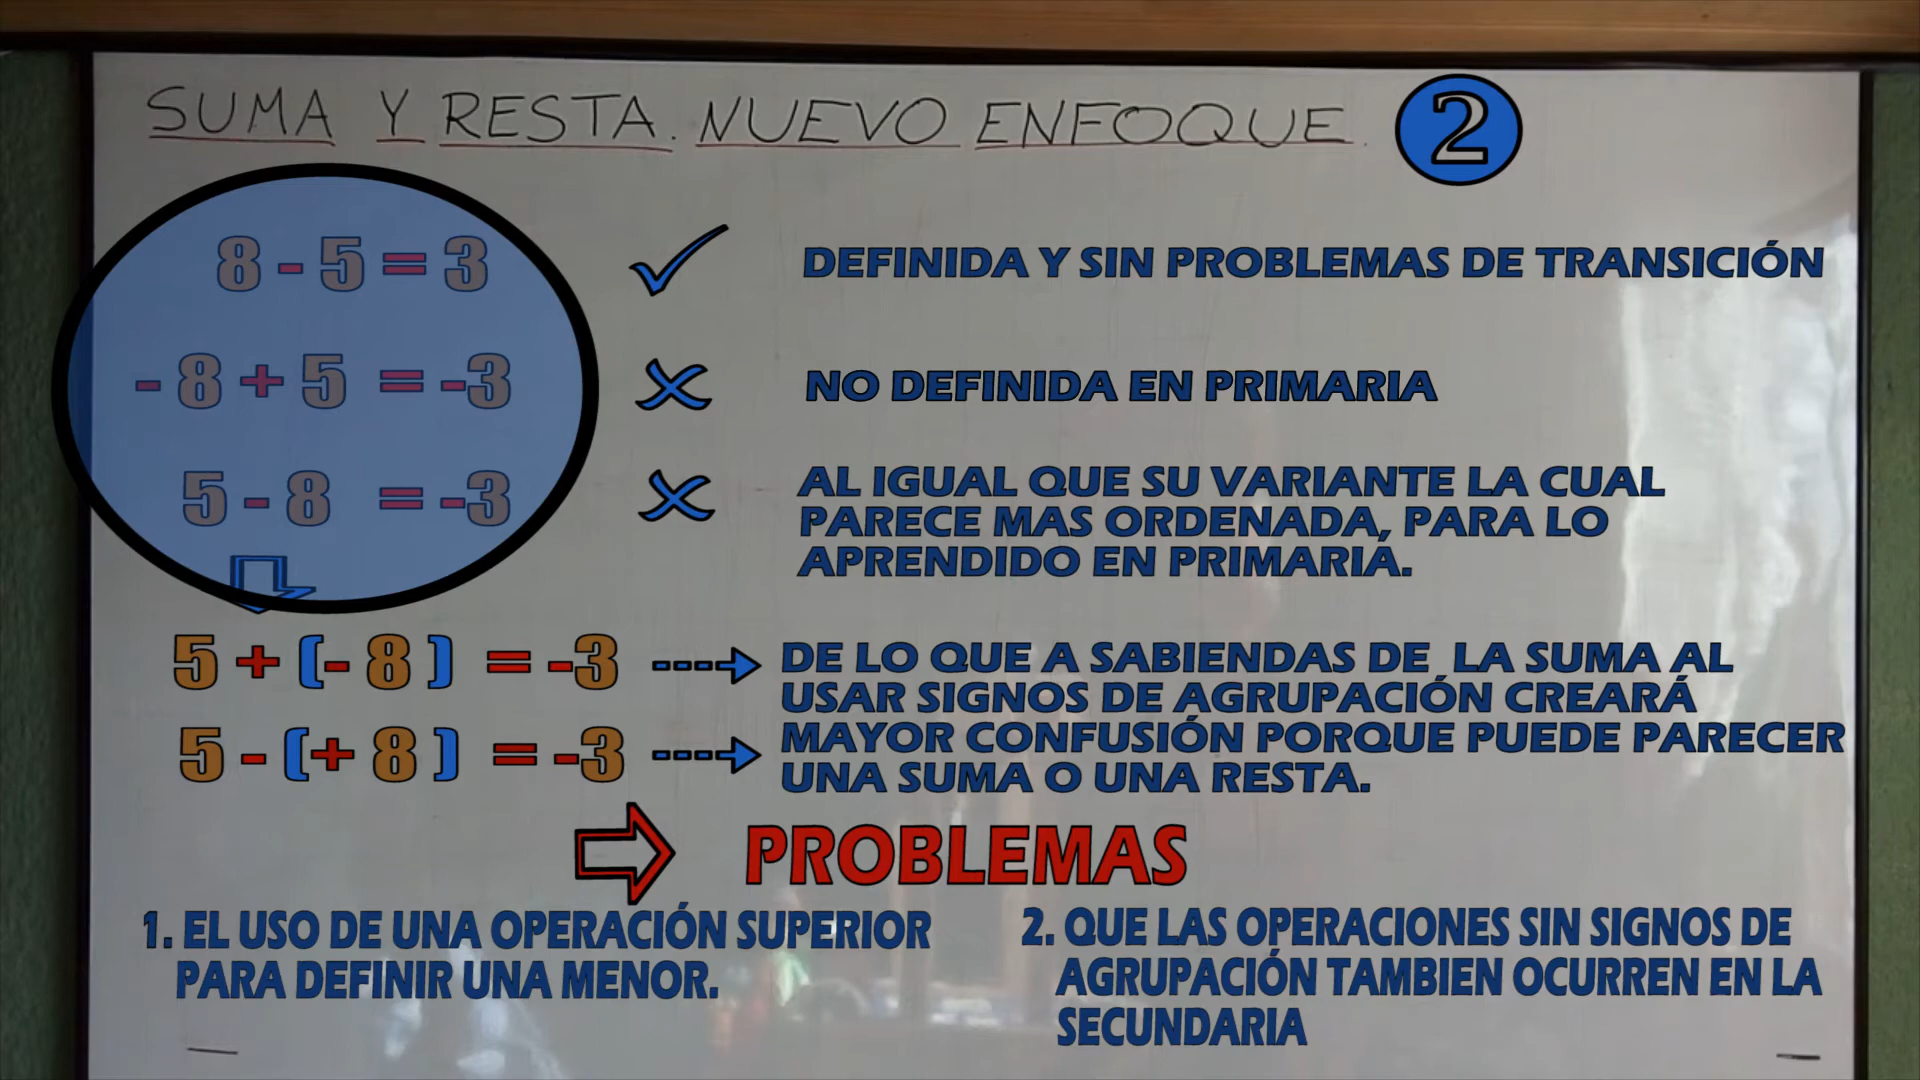 SUMA Y RESTA. NUEVO ENFOQUE. 2
8 - 5 = 3 DEFINIDA Y SIN PROBLEMAS DE TRANSICIÓN
- 8 + 5 = -3 NO DEFINIDA EN PRIMARIA
5 - 8 = -3 AL IGUAL QUE SU VARIANTE LA CUAL
PARECE MAS ORDENADA, PARA LO
APRENDIDO EN PRIMARIA.
5 + (- 8) = -3 DE LO QUE A SABIENDAS DE LA SUMA AL
USAR SIGNOS DE AGRUPACIÓN CREARÁ
5 - (+ 8) = -3 MAYOR CONFUSIÓN PORQUE PUEDE PARECER
UNA SUMA O UNA RESTA.
PROBLEMAS
1. EL USO DE UNA OPERACIÓN SUPERIOR
PARA DEFINIR UNA MENOR.
2. QUE LAS OPERACIONES SIN SIGNOS DE
AGRUPACIÓN TAMBIEN OCURREN EN LA
SECUNDARIA